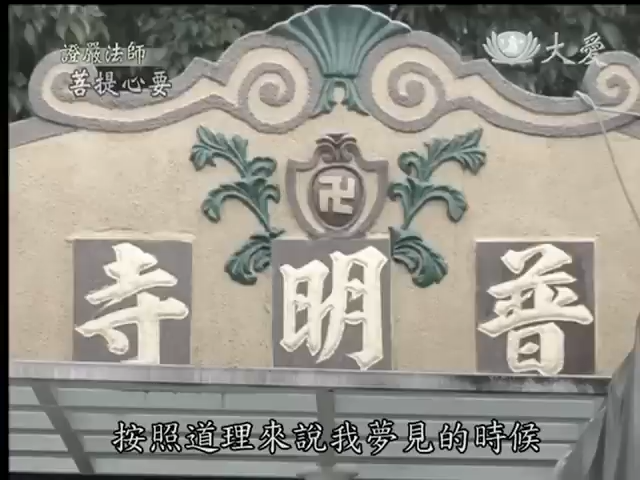 證嚴法師
菩提心要
大愛
普明寺
按照道理來說我夢見的時候